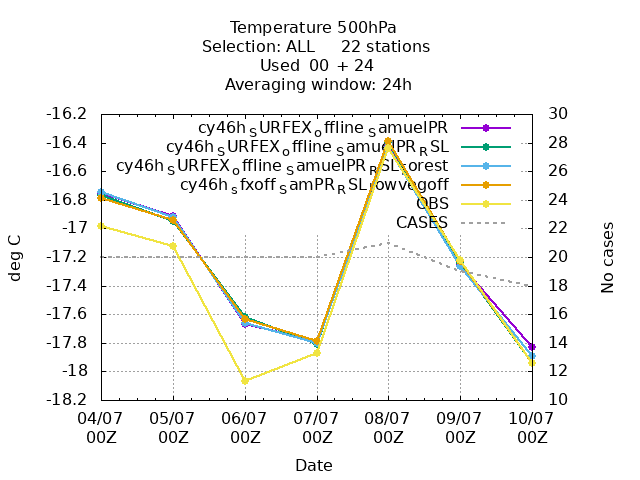 Temperature 500hPa
Selection: ALL 22 stations
Used 00 + 24
Averaging window: 24h
-16.2
-16.4
-16.6
-16.8
-17
-17.2
-17.4
-17.6
-17.8
-18
-18.2
deg C
cy46h_SURFEX_offline_SamuelPR
cy46h_SURFEX_offline_SamuelPR_RSL
cy46h_SURFEX_offline_SamuelPR_RSL_forest
cy46h_sfxoff_SamPR_RSL_lowvegoff
OBS
CASES
30
28
26
24
22
20
18
16
14
12
10
No cases
04/07 05/07 06/07 07/07 08/07 09/07 10/07
00Z 00Z 00Z 00Z 00Z 00Z 00Z
Date